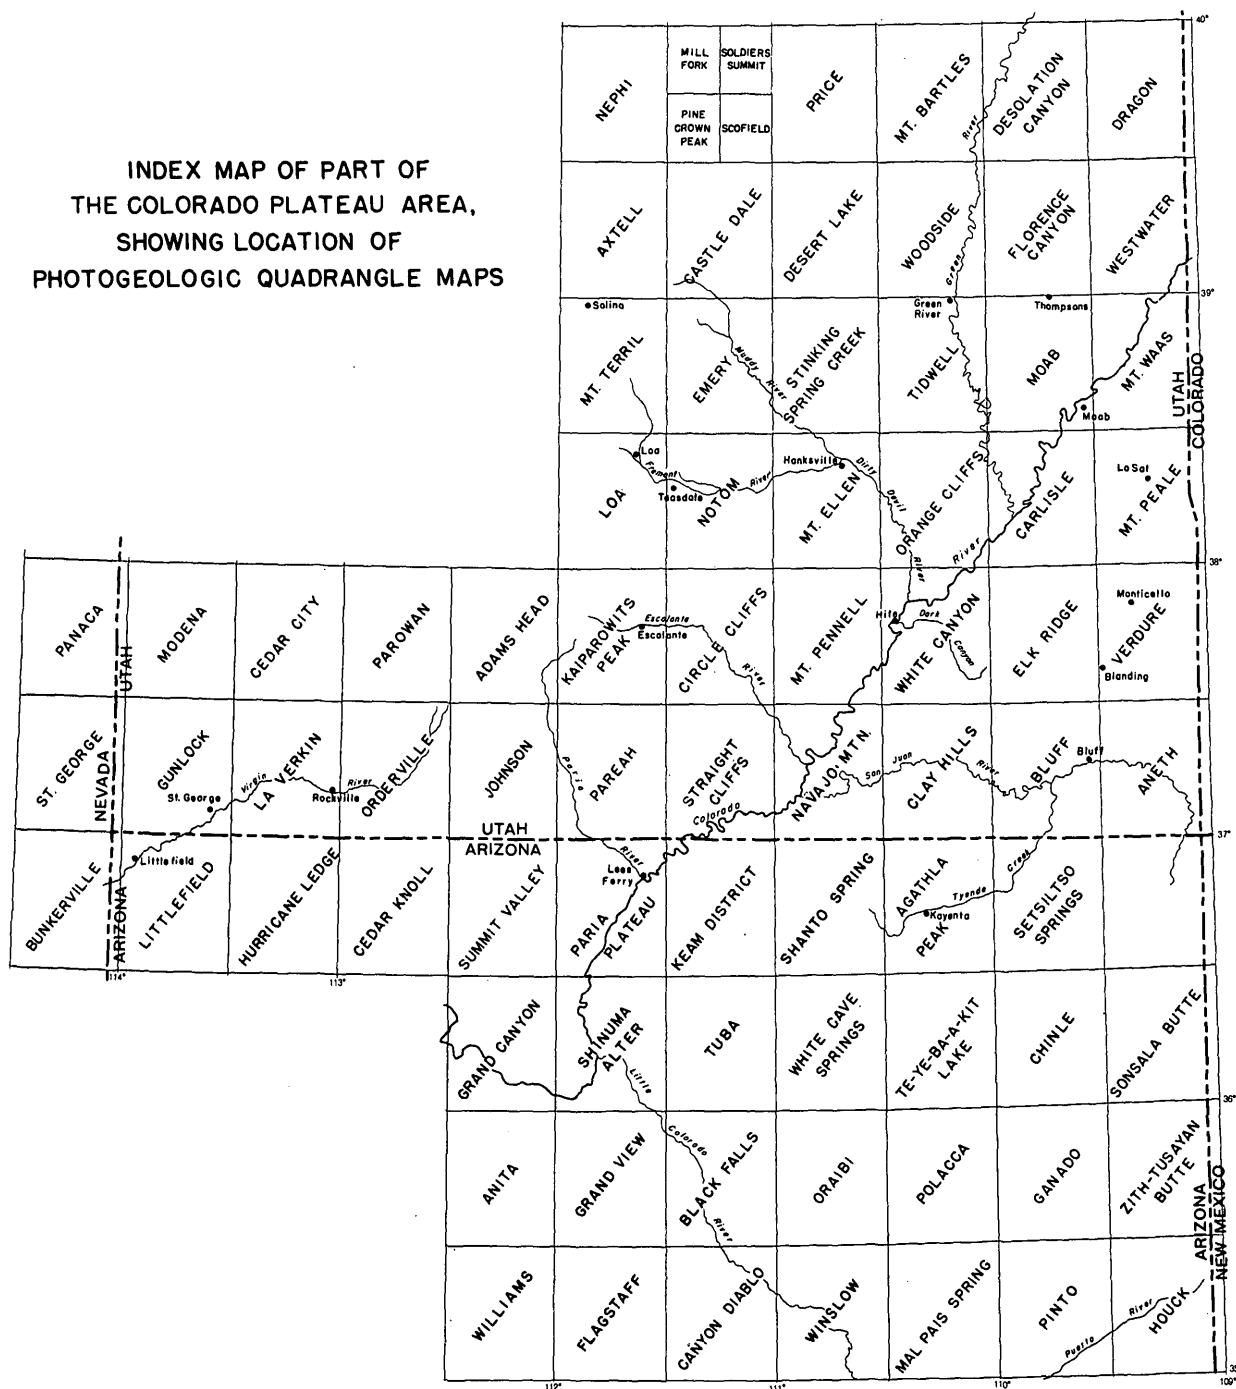 INDEX MAP OF PART OF
THE COLORADO PLATEAU AREA,
SHOWING LOCATION OF
PHOTOGEOLOGIC QUADRANGLE MAPS
40°
NEPHI
MILL
FORK
SOLDIERS
SUMMIT
PINE
CROWN
PEAK
SCOFIELD
PRICE
MT. BARTLES
DESOLATION
CANYON
DRAGON
River
AXTELL
CASTLE DALE
DESERT LAKE
WOODSIDE
Green
FLORENCE
CANYON
WESTWATER
39°
Salina
Green
River
Thompsons
MT. TERRIL
EMERY
Muddy
River
STINKING
SPRING CREEK
TIDWELL
MOAB
MT. WAAS
Moab
UTAH
COLORADO
Loa
LOA
Fremont
River
Teasdale
NOTOM
Hanksville
MT. ELLEN
Dirty
Devil
River
ORANGE CLIFFS
River
CARLISLE
La Sal
MT. PEALE
38°
PANACA
UTAH
MODENA
CEDAR CITY
PAROWAN
ADAMS HEAD
KAIPAROWITS
PEAK
Escalante
Escalante
River
CIRCLE CLIFFS
MT. PENNELL
Hite
Dark
Canyon
WHITE CANYON
ELK RIDGE
Monticello
VERDURE
Blanding
ST. GEORGE
NEVADA
GUNLOCK
St. George
Virgin
River
LA VERKIN
Rockville
ORDERVILLE
JOHNSON
Paria
River
PAREAH
STRAIGHT
CLIFFS
Colorado
NAVAJO MTN.
San
Juan
River
CLAY HILLS
BLUFF
Bluff
ANETH
UTAH
ARIZONA
37°
BUNKERVILLE
ARIZONA
Littlefield
LITTLEFIELD
HURRICANE LEDGE
CEDAR KNOLL
SUMMIT VALLEY
Lees
Ferry
PARIA
PLATEAU
KEAM DISTRICT
SHANTO SPRING
AGATHLA
PEAK
Tyende
Creek
Kayenta
SETSILTSO
SPRINGS
114°
113°
GRAND CANYON
SHINUMA
ALTER
TUBA
WHITE CAVE
SPRINGS
TE-YE-BA-A-KIT
LAKE
CHINLE
SONSALA BUTTE
36°
Little
Colorado
River
ANITA
GRAND VIEW
BLACK FALLS
ORAIBI
POLACCA
GANADO
ZITH-TUSAYAN
BUTTE
ARIZONA
NEW MEXICO
WILLIAMS
FLAGSTAFF
CANYON DIABLO
WINSLOW
MAL PAIS SPRING
PINTO
Puerto
River
HOUCK
112°
111°
110°
109°